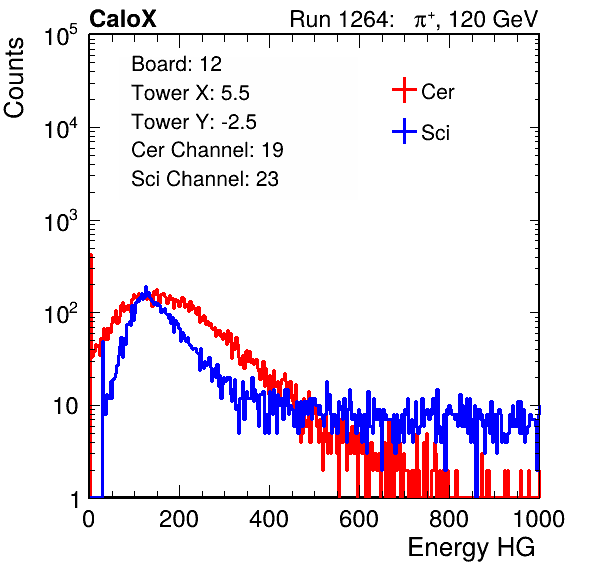 CaloX Run 1264: π⁺, 120 GeV
Counts
10⁵
10⁴
10³
10²
10
1
Board: 12
Tower X: 5.5
Tower Y: -2.5
Cer Channel: 19
Sci Channel: 23
Cer
Sci
0 200 400 600 800 1000
Energy HG